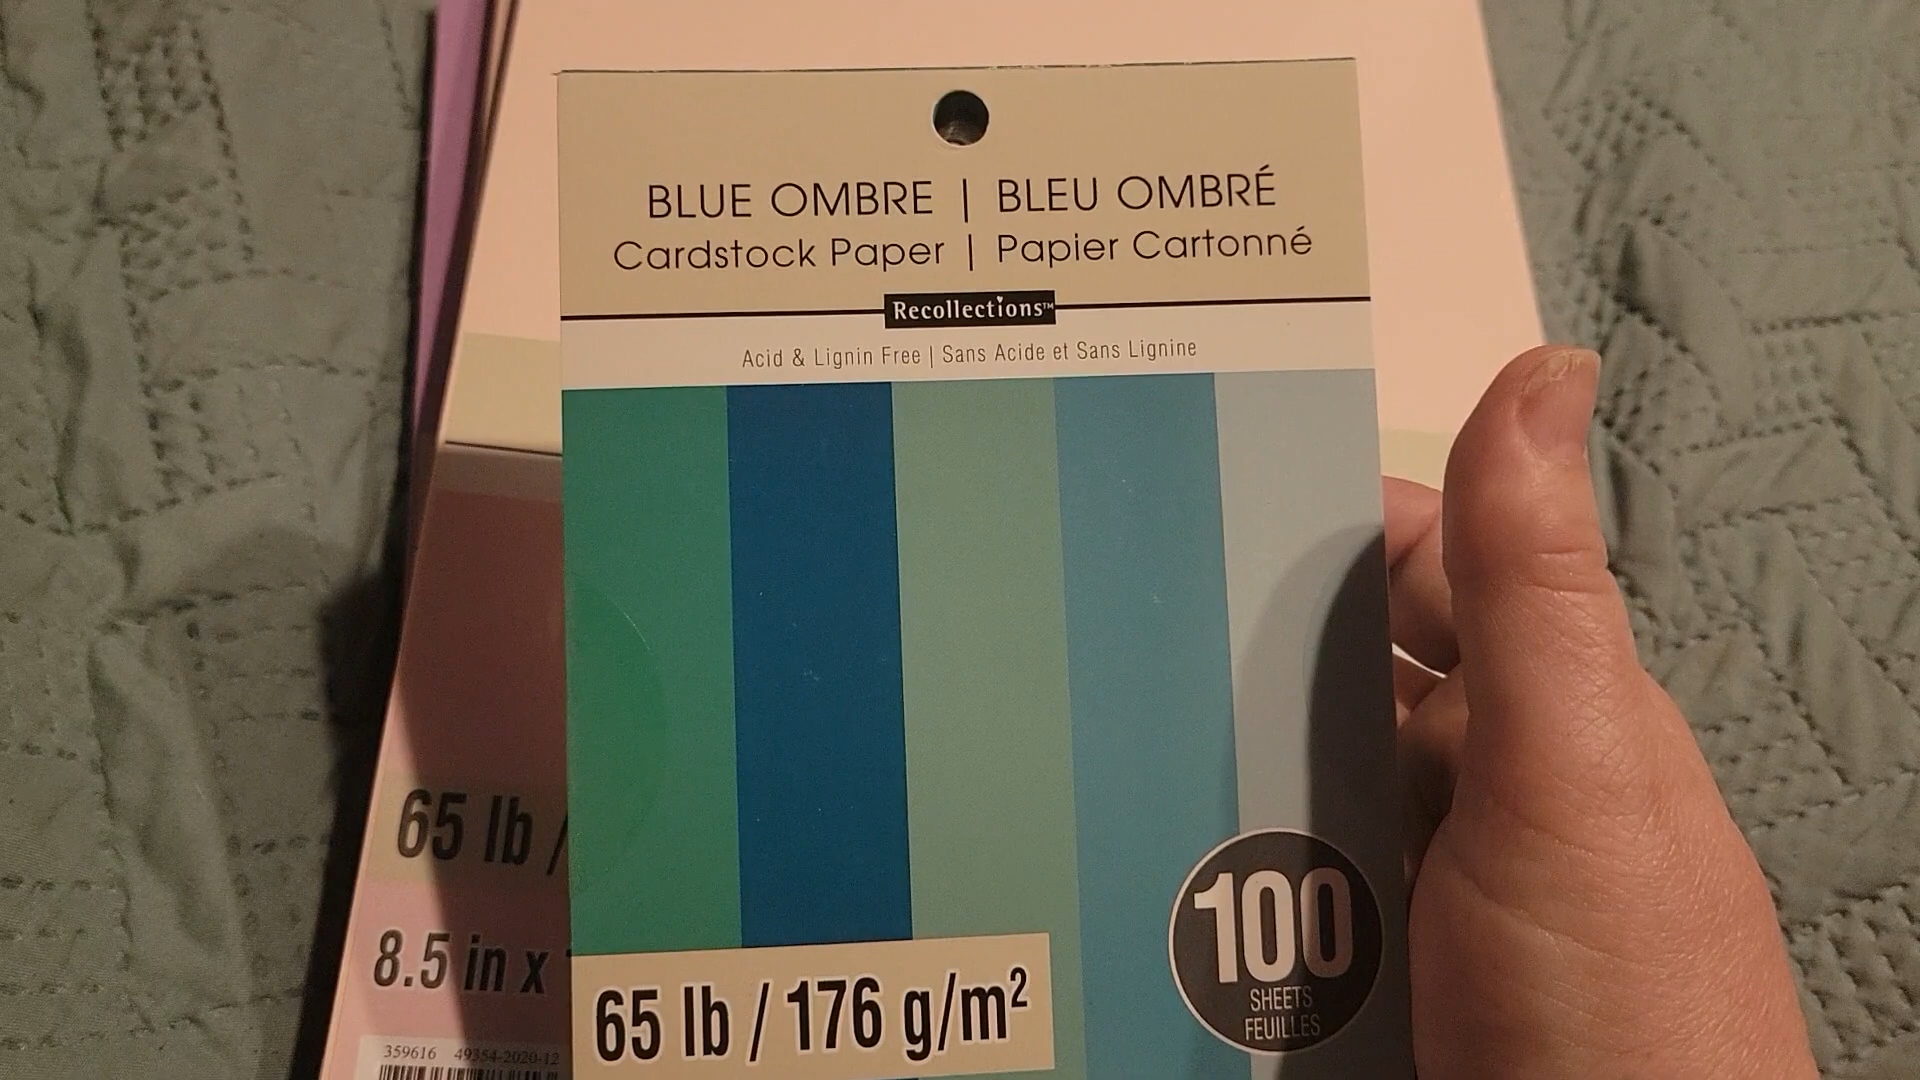 BLUE OMBRE | BLEU OMBRÉ
Cardstock Paper | Papier Cartonné
Recollections™
Acid & Lignin Free | Sans Acide et Sans Lignine
100
SHEETS
FEUILLES
65 lb / 176 g/m²
65 lb /
8.5 in x
359616 49354-2020-12